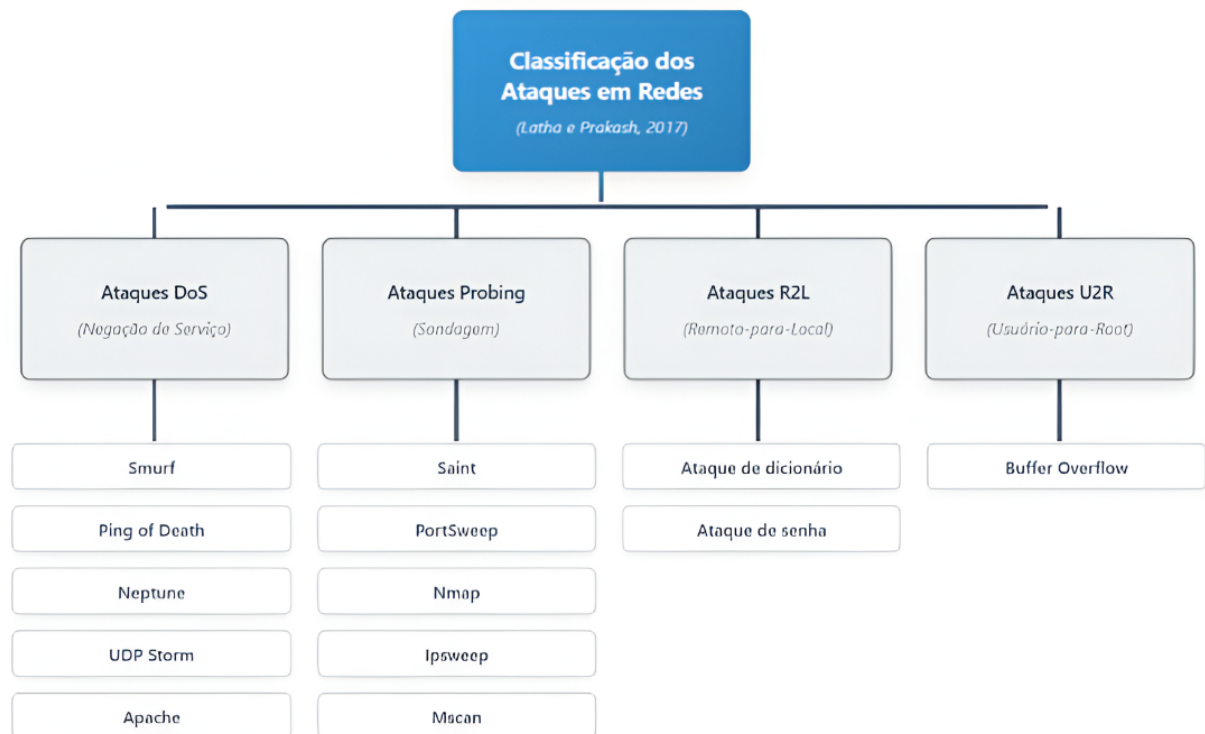 Classificação dos
Ataques em Redes
(Latha e Prakash, 2017)
Ataques DoS
(Negação de Serviço)
Ataques Probing
(Sondagem)
Ataques R2L
(Remoto-para-Local)
Ataques U2R
(Usuário-para-Root)
Smurf
Ping of Death
Neptune
UDP Storm
Apache
Saint
PortSweep
Nmap
Ipsweep
Mscan
Ataque de dicionário
Ataque de senha
Buffer Overflow